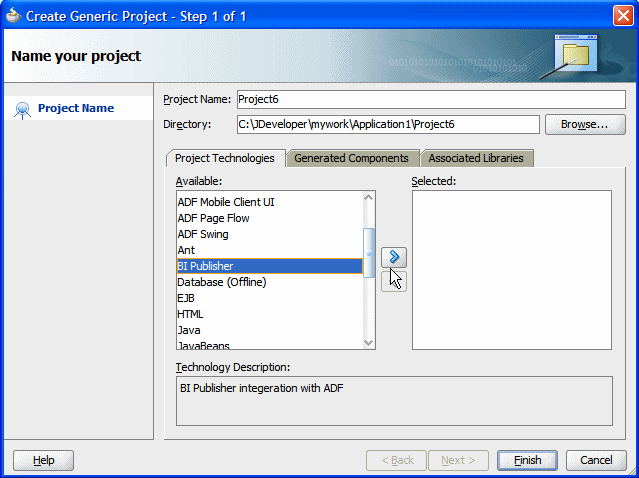 Create Generic Project - Step 1 of 1
Name your project
010101010101010101010101
0101010101
Project Name
Project Name: Project6
Directory: C:\JDeveloper\mywork\Application1\Project6 Browse...
Project Technologies Generated Components Associated Libraries
Available: Selected:
ADF Mobile Client UI
ADF Page Flow
ADF Swing
Ant
BI Publisher
Database (Offline)
EJB
HTML
Java
JavaBeans
Technology Description:
BI Publisher integeration with ADF
Help < Back Next > Finish Cancel